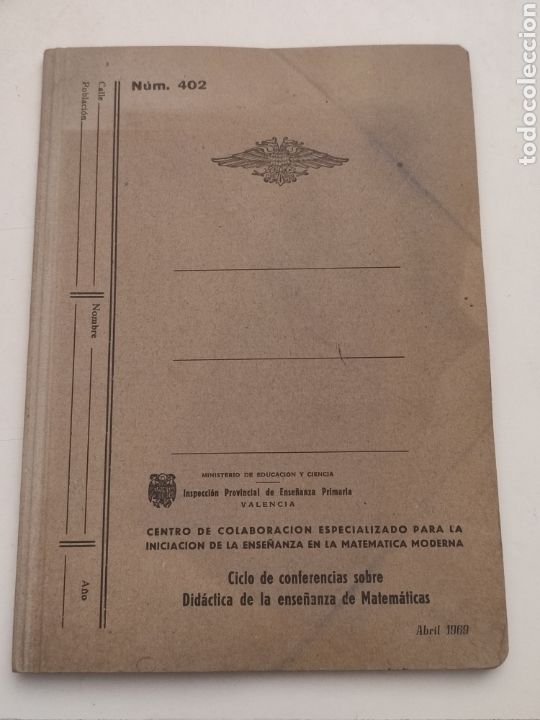 Núm. 402
Calle
Población
Nombre
Año
MINISTERIO DE EDUCACION Y CIENCIA
Inspección Provincial de Enseñanza Primaria
VALENCIA
CENTRO DE COLABORACION ESPECIALIZADO PARA LA
INICIACION DE LA ENSEÑANZA EN LA MATEMATICA MODERNA
Ciclo de conferencias sobre
Didáctica de la enseñanza de Matemáticas
Abril 1969
todocoleccion